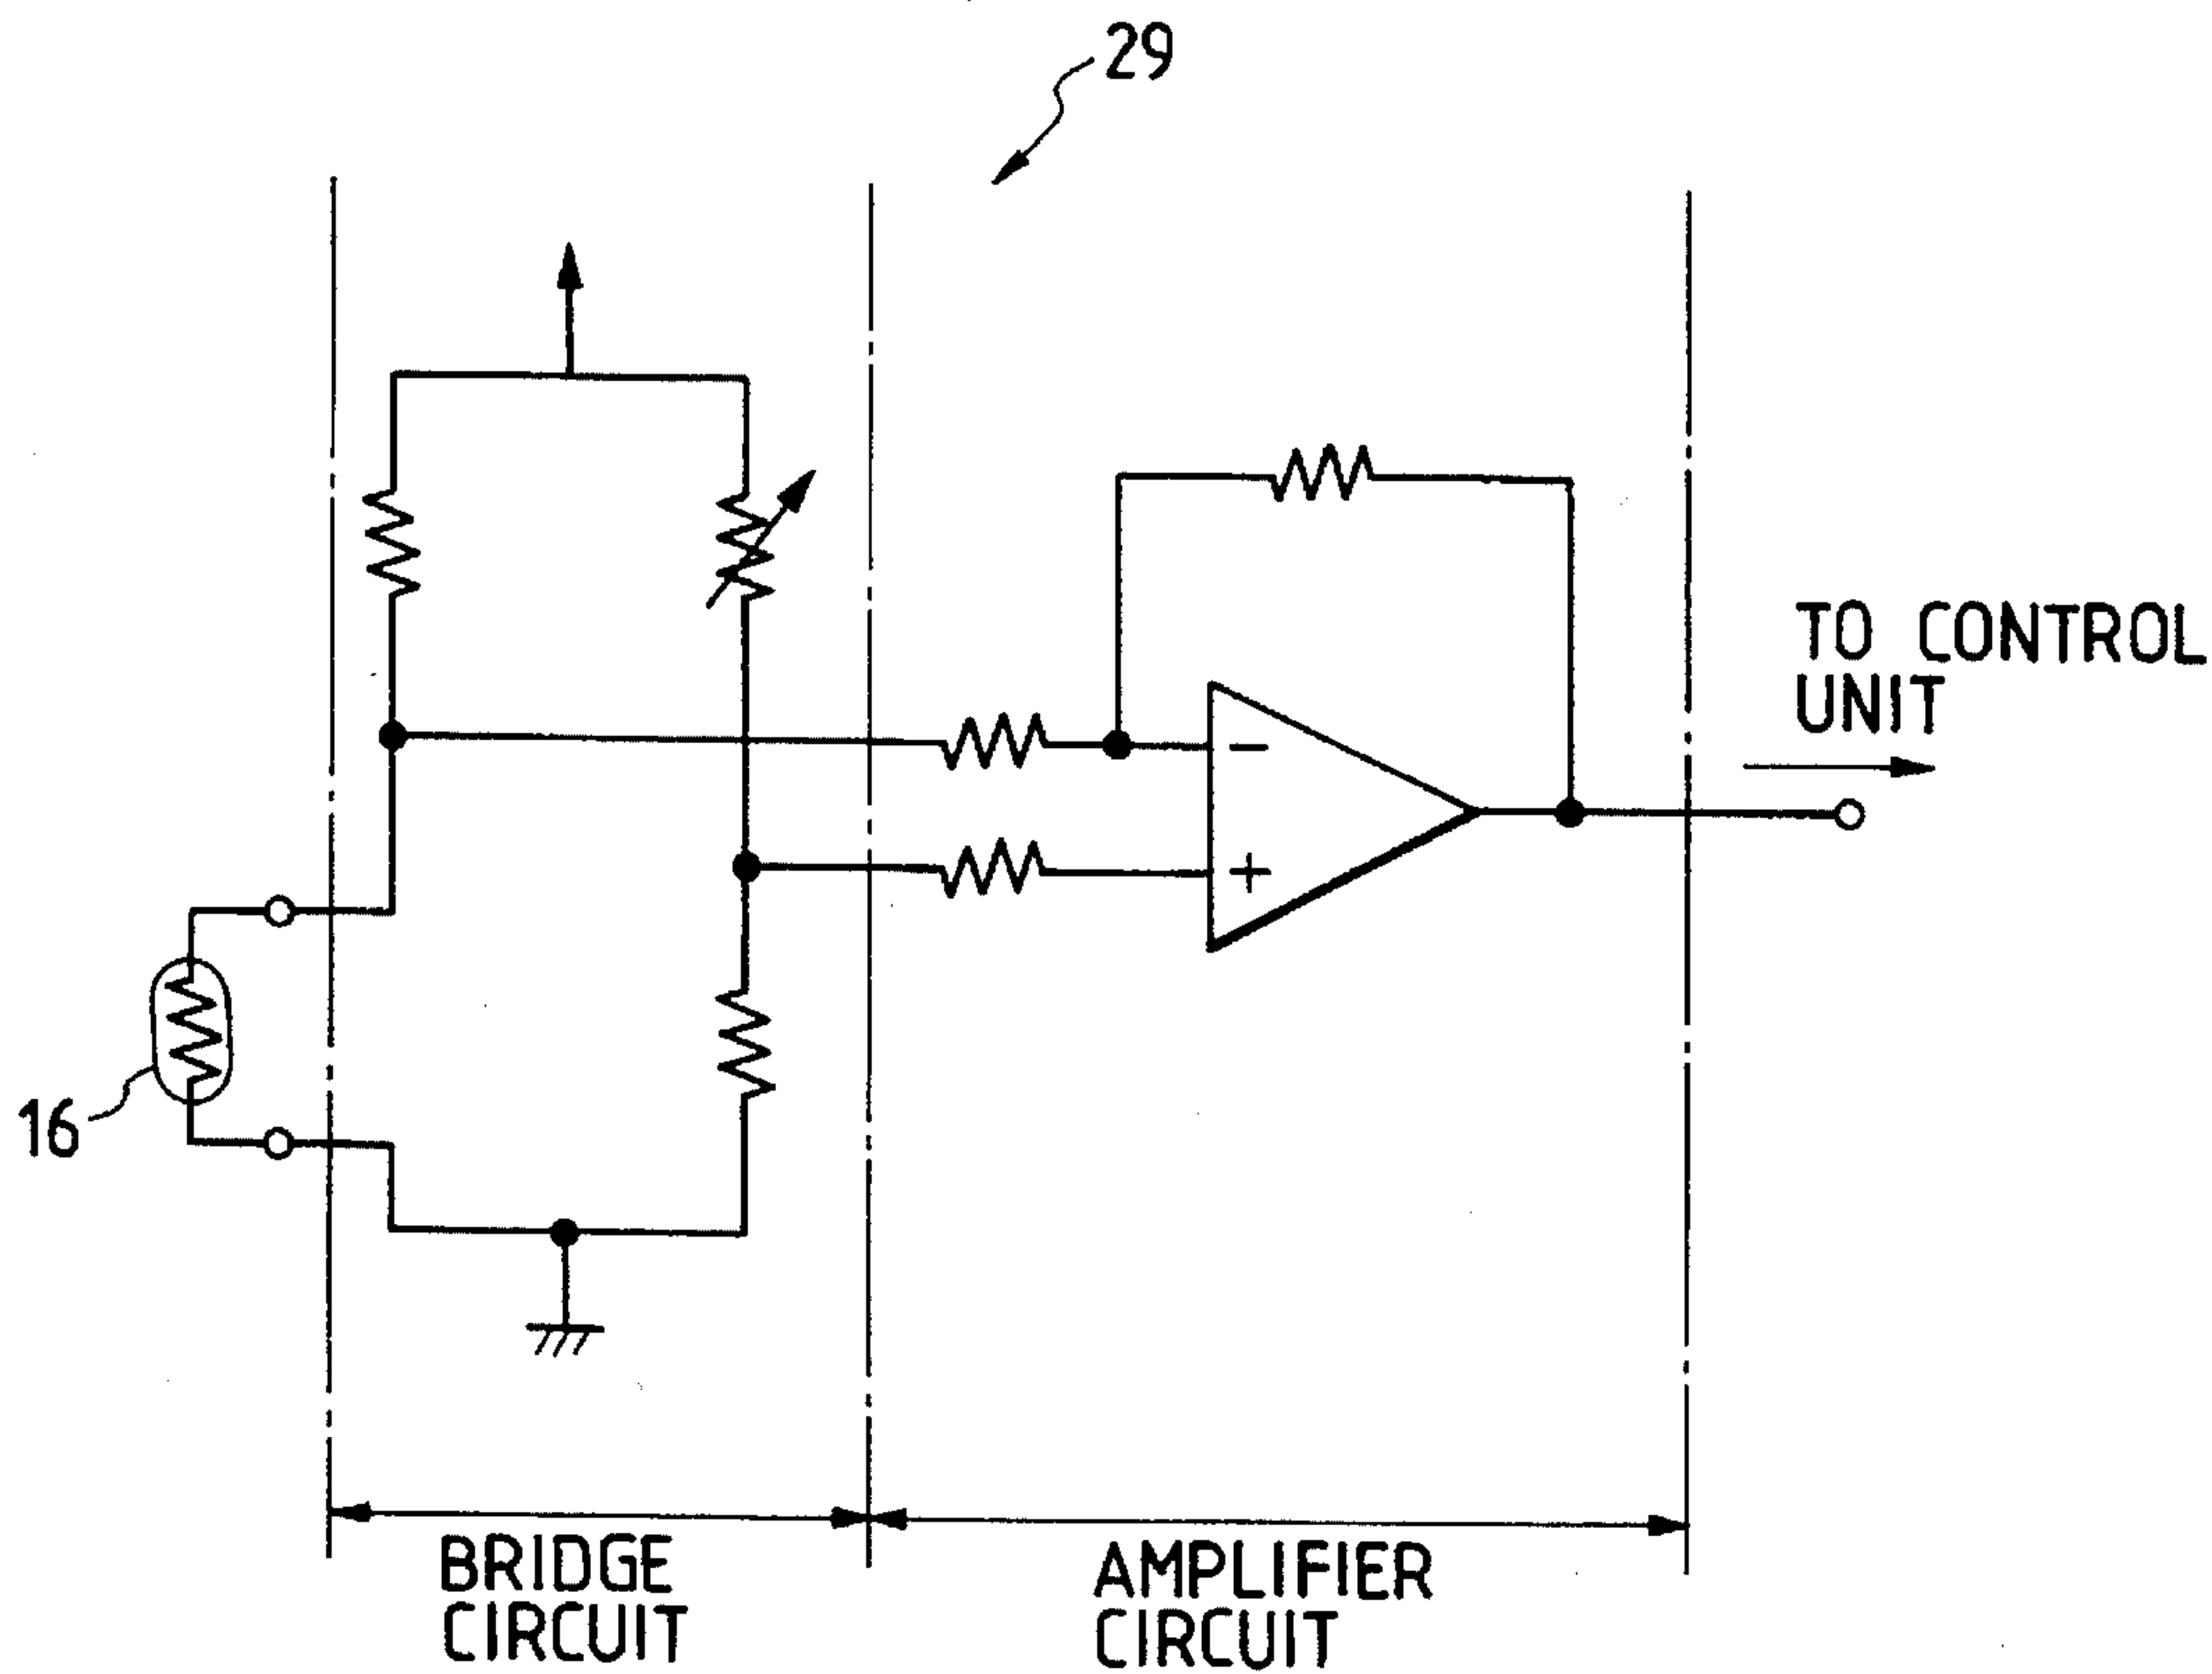 29
TO CONTROL
UNIT
−
+
16
BRIDGE
CIRCUIT
AMPLIFIER
CIRCUIT